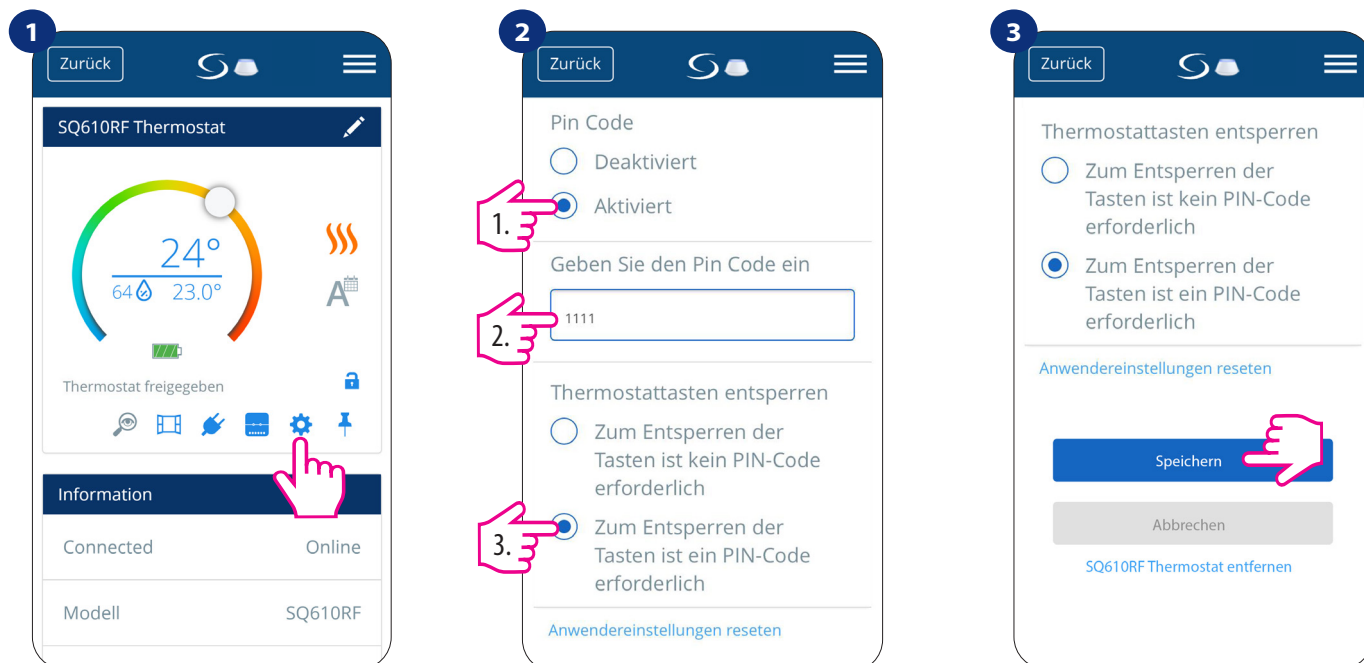 1
Zurück
SQ610RF Thermostat
24°
64 23.0°
A
Thermostat freigegeben
Information
Connected Online
Modell SQ610RF
2
Zurück
Pin Code
Deaktiviert
1. Aktiviert
Geben Sie den Pin Code ein
2. 1111
Thermostattasten entsperren
Zum Entsperren der
Tasten ist kein PIN-Code
erforderlich
3. Zum Entsperren der
Tasten ist ein PIN-Code
erforderlich
Anwendereinstellungen reseten
3
Zurück
Thermostattasten entsperren
Zum Entsperren der
Tasten ist kein PIN-Code
erforderlich
Zum Entsperren der
Tasten ist ein PIN-Code
erforderlich
Anwendereinstellungen reseten
Speichern
Abbrechen
SQ610RF Thermostat entfernen